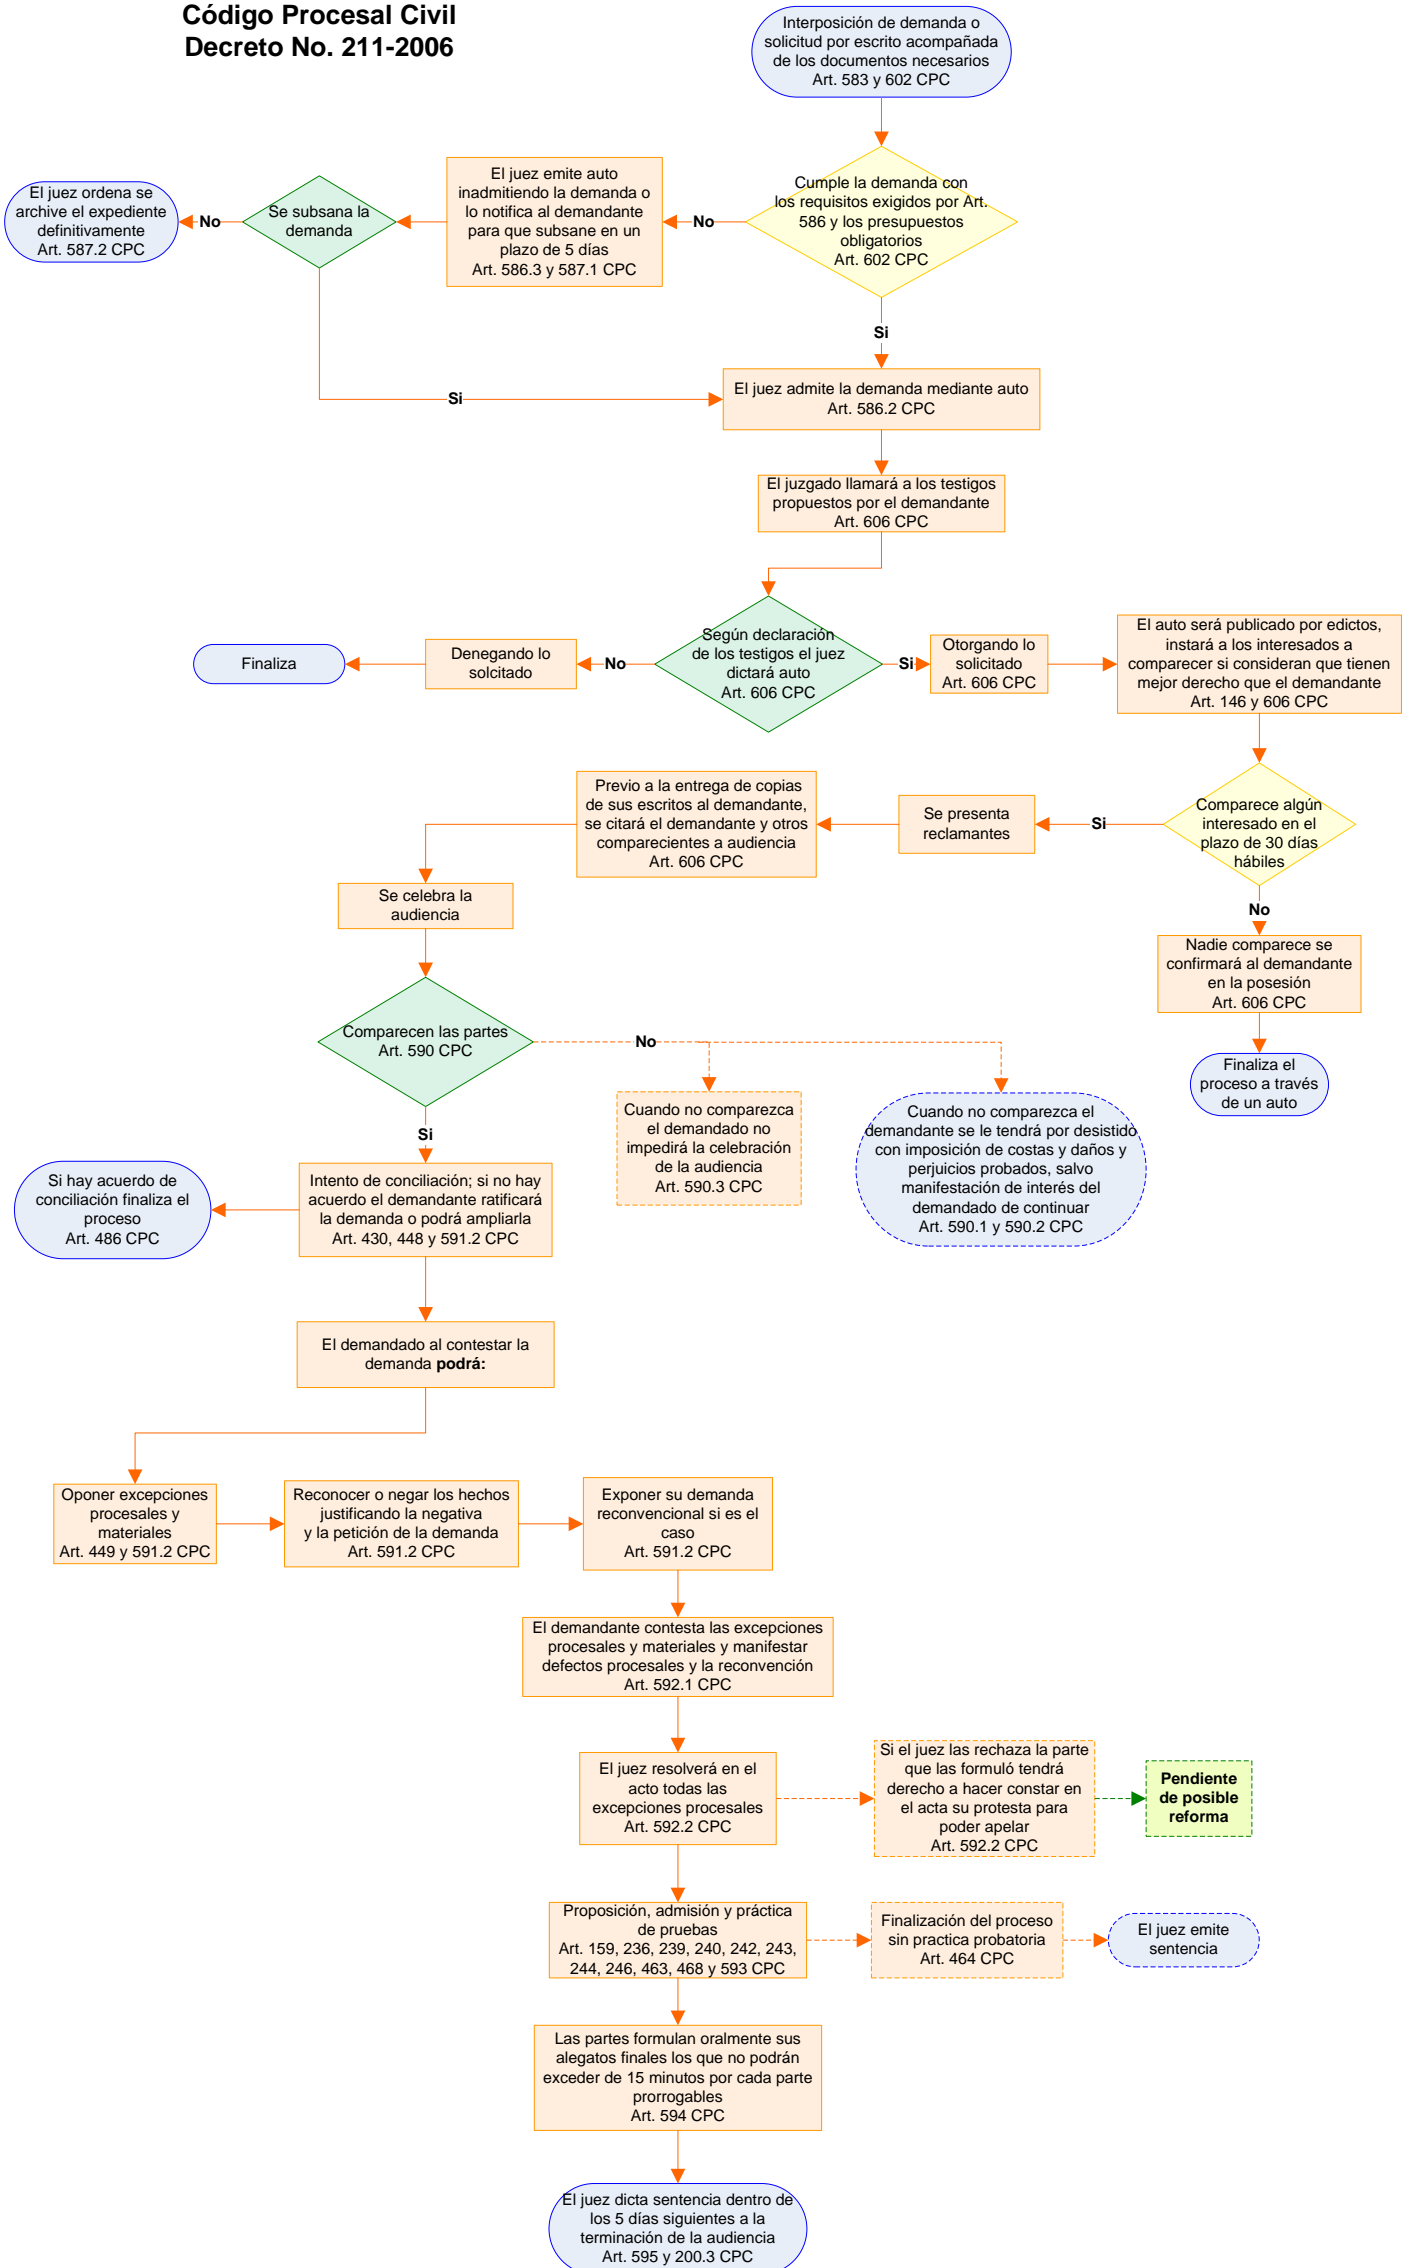 Código Procesal Civil
Decreto No. 211-2006
Interposición de demanda o
solicitud por escrito acompañada
de los documentos necesarios
Art. 583 y 602 CPC
Cumple la demanda con
los requisitos exigidos por Art.
586 y los presupuestos
obligatorios
Art. 602 CPC
No
El juez emite auto
inadmitiendo la demanda o
lo notifica al demandante
para que subsane en un
plazo de 5 días
Art. 586.3 y 587.1 CPC
Se subsana la
demanda
No
El juez ordena se
archive el expediente
definitivamente
Art. 587.2 CPC
Si
Si
El juez admite la demanda mediante auto
Art. 586.2 CPC
El juzgado llamará a los testigos
propuestos por el demandante
Art. 606 CPC
Según declaración
de los testigos el juez
dictará auto
Art. 606 CPC
No
Denegando lo
solcitado
Finaliza
Si
Otorgando lo
solicitado
Art. 606 CPC
El auto será publicado por edictos,
instará a los interesados a
comparecer si consideran que tienen
mejor derecho que el demandante
Art. 146 y 606 CPC
Comparece algún
interesado en el
plazo de 30 días
hábiles
Si
Se presenta
reclamantes
Previo a la entrega de copias
de sus escritos al demandante,
se citará el demandante y otros
comparecientes a audiencia
Art. 606 CPC
No
Nadie comparece se
confirmará al demandante
en la posesión
Art. 606 CPC
Finaliza el
proceso a través
de un auto
Se celebra la
audiencia
Comparecen las partes
Art. 590 CPC
No
Cuando no comparezca
el demandado no
impedirá la celebración
de la audiencia
Art. 590.3 CPC
Cuando no comparezca el
demandante se le tendrá por desistido
con imposición de costas y daños y
perjuicios probados, salvo
manifestación de interés del
demandado de continuar
Art. 590.1 y 590.2 CPC
Si
Intento de conciliación; si no hay
acuerdo el demandante ratificará
la demanda o podrá ampliarla
Art. 430, 448 y 591.2 CPC
Si hay acuerdo de
conciliación finaliza el
proceso
Art. 486 CPC
El demandado al contestar la
demanda podrá:
Oponer excepciones
procesales y
materiales
Art. 449 y 591.2 CPC
Reconocer o negar los hechos
justificando la negativa
y la petición de la demanda
Art. 591.2 CPC
Exponer su demanda
reconvencional si es el
caso
Art. 591.2 CPC
El demandante contesta las excepciones
procesales y materiales y manifestar
defectos procesales y la reconvención
Art. 592.1 CPC
El juez resolverá en el
acto todas las
excepciones procesales
Art. 592.2 CPC
Si el juez las rechaza la parte
que las formuló tendrá
derecho a hacer constar en
el acta su protesta para
poder apelar
Art. 592.2 CPC
Pendiente
de posible
reforma
Proposición, admisión y práctica
de pruebas
Art. 159, 236, 239, 240, 242, 243,
244, 246, 463, 468 y 593 CPC
Finalización del proceso
sin practica probatoria
Art. 464 CPC
El juez emite
sentencia
Las partes formulan oralmente sus
alegatos finales los que no podrán
exceder de 15 minutos por cada parte
prorrogables
Art. 594 CPC
El juez dicta sentencia dentro de
los 5 días siguientes a la
terminación de la audiencia
Art. 595 y 200.3 CPC